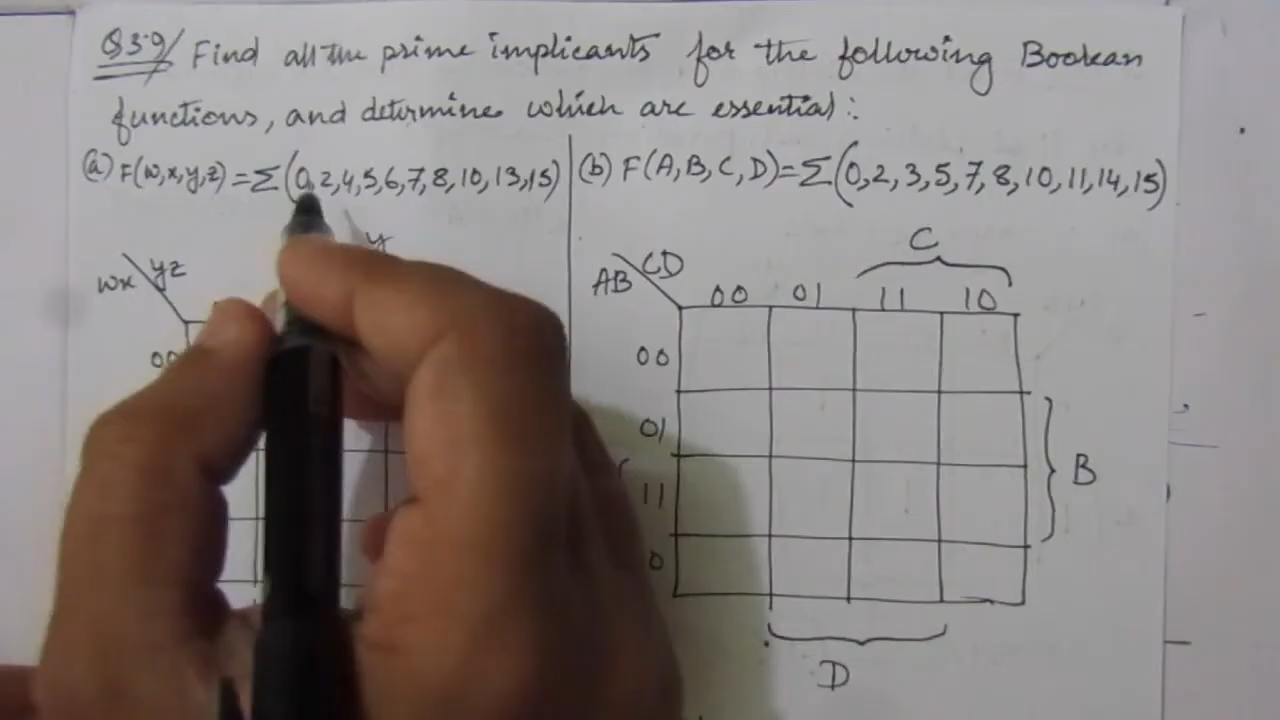 Q3.9/ Find all the prime implicants for the following Boolean
functions, and determine which are essential:
(a) F(w,x,y,z) = Σ(0,2,4,5,6,7,8,10,13,15)
(b) F(A,B,C,D) = Σ(0,2,3,5,7,8,10,11,14,15)
y
wx yz
00
C
AB CD
00 01 11 10
00
01
11
0
B
D